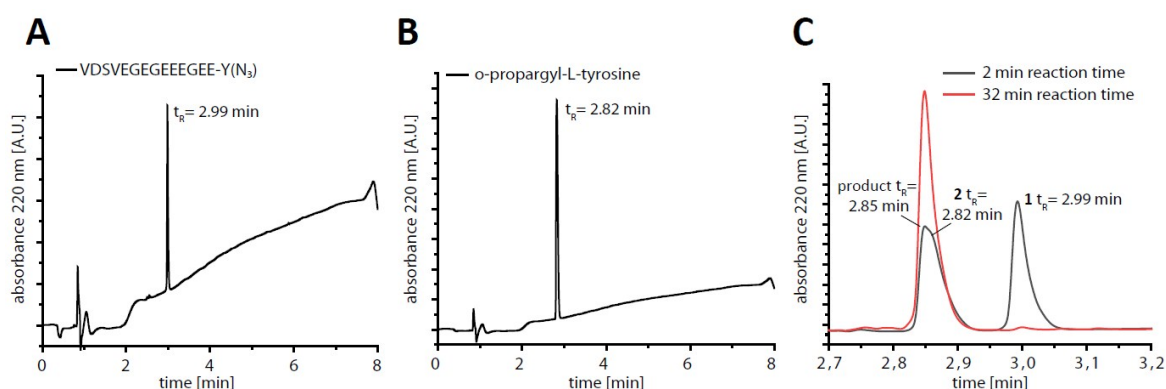 A
VDSVEGEGEEEGEE-Y(N₃)
tR= 2.99 min
absorbance 220 nm [A.U.]
0 2 4 6 8
time [min]
B
o-propargyl-L-tyrosine
tR= 2.82 min
absorbance 220 nm [A.U.]
0 2 4 6 8
time [min]
C
2 min reaction time
32 min reaction time
product tR=
2.85 min
2 tR=
2.82 min
1 tR= 2.99 min
absorbance 220 nm [A.U.]
2,7 2,8 2,9 3,0 3,1 3,2
time [min]